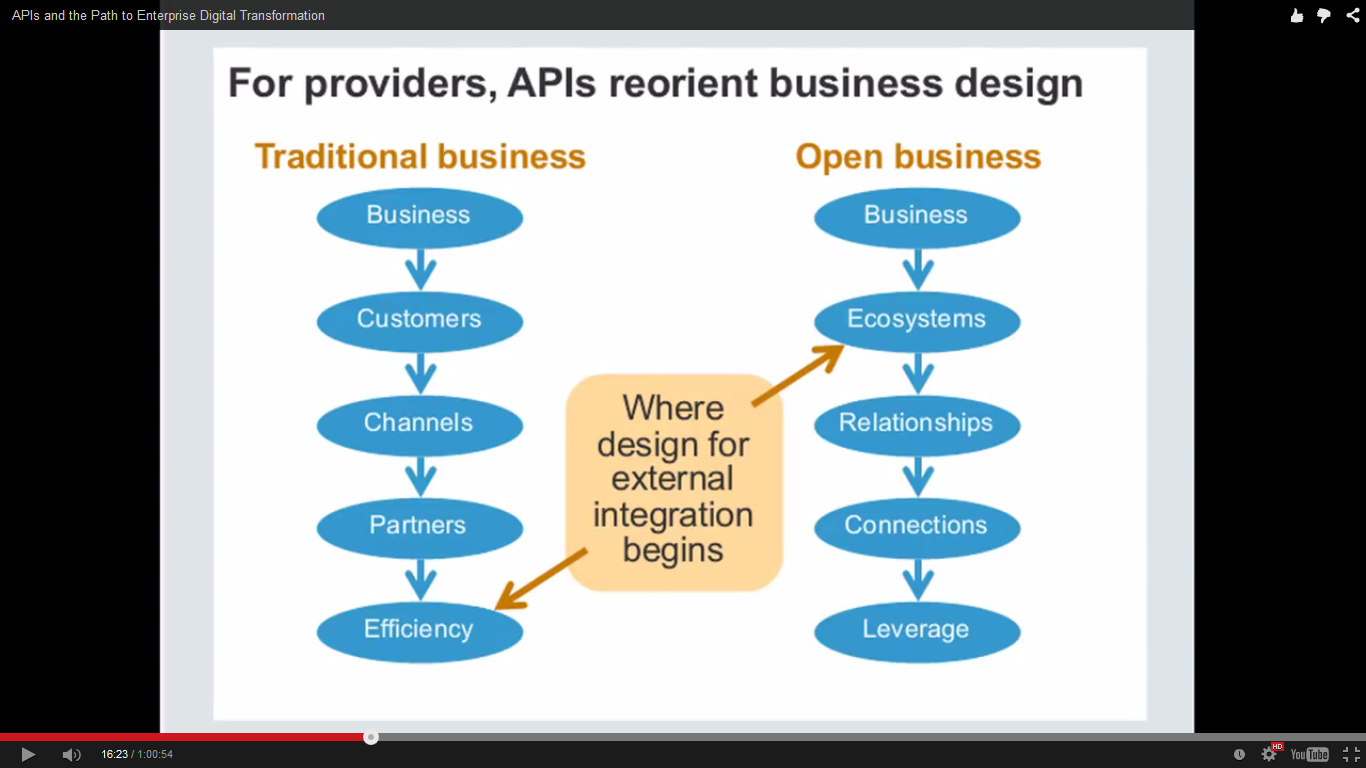 APIs and the Path to Enterprise Digital Transformation
For providers, APIs reorient business design
Traditional business
Open business
Business
Customers
Channels
Partners
Efficiency
Where
design for
external
integration
begins
Business
Ecosystems
Relationships
Connections
Leverage
16:23 / 1:00:54
HD
YouTube